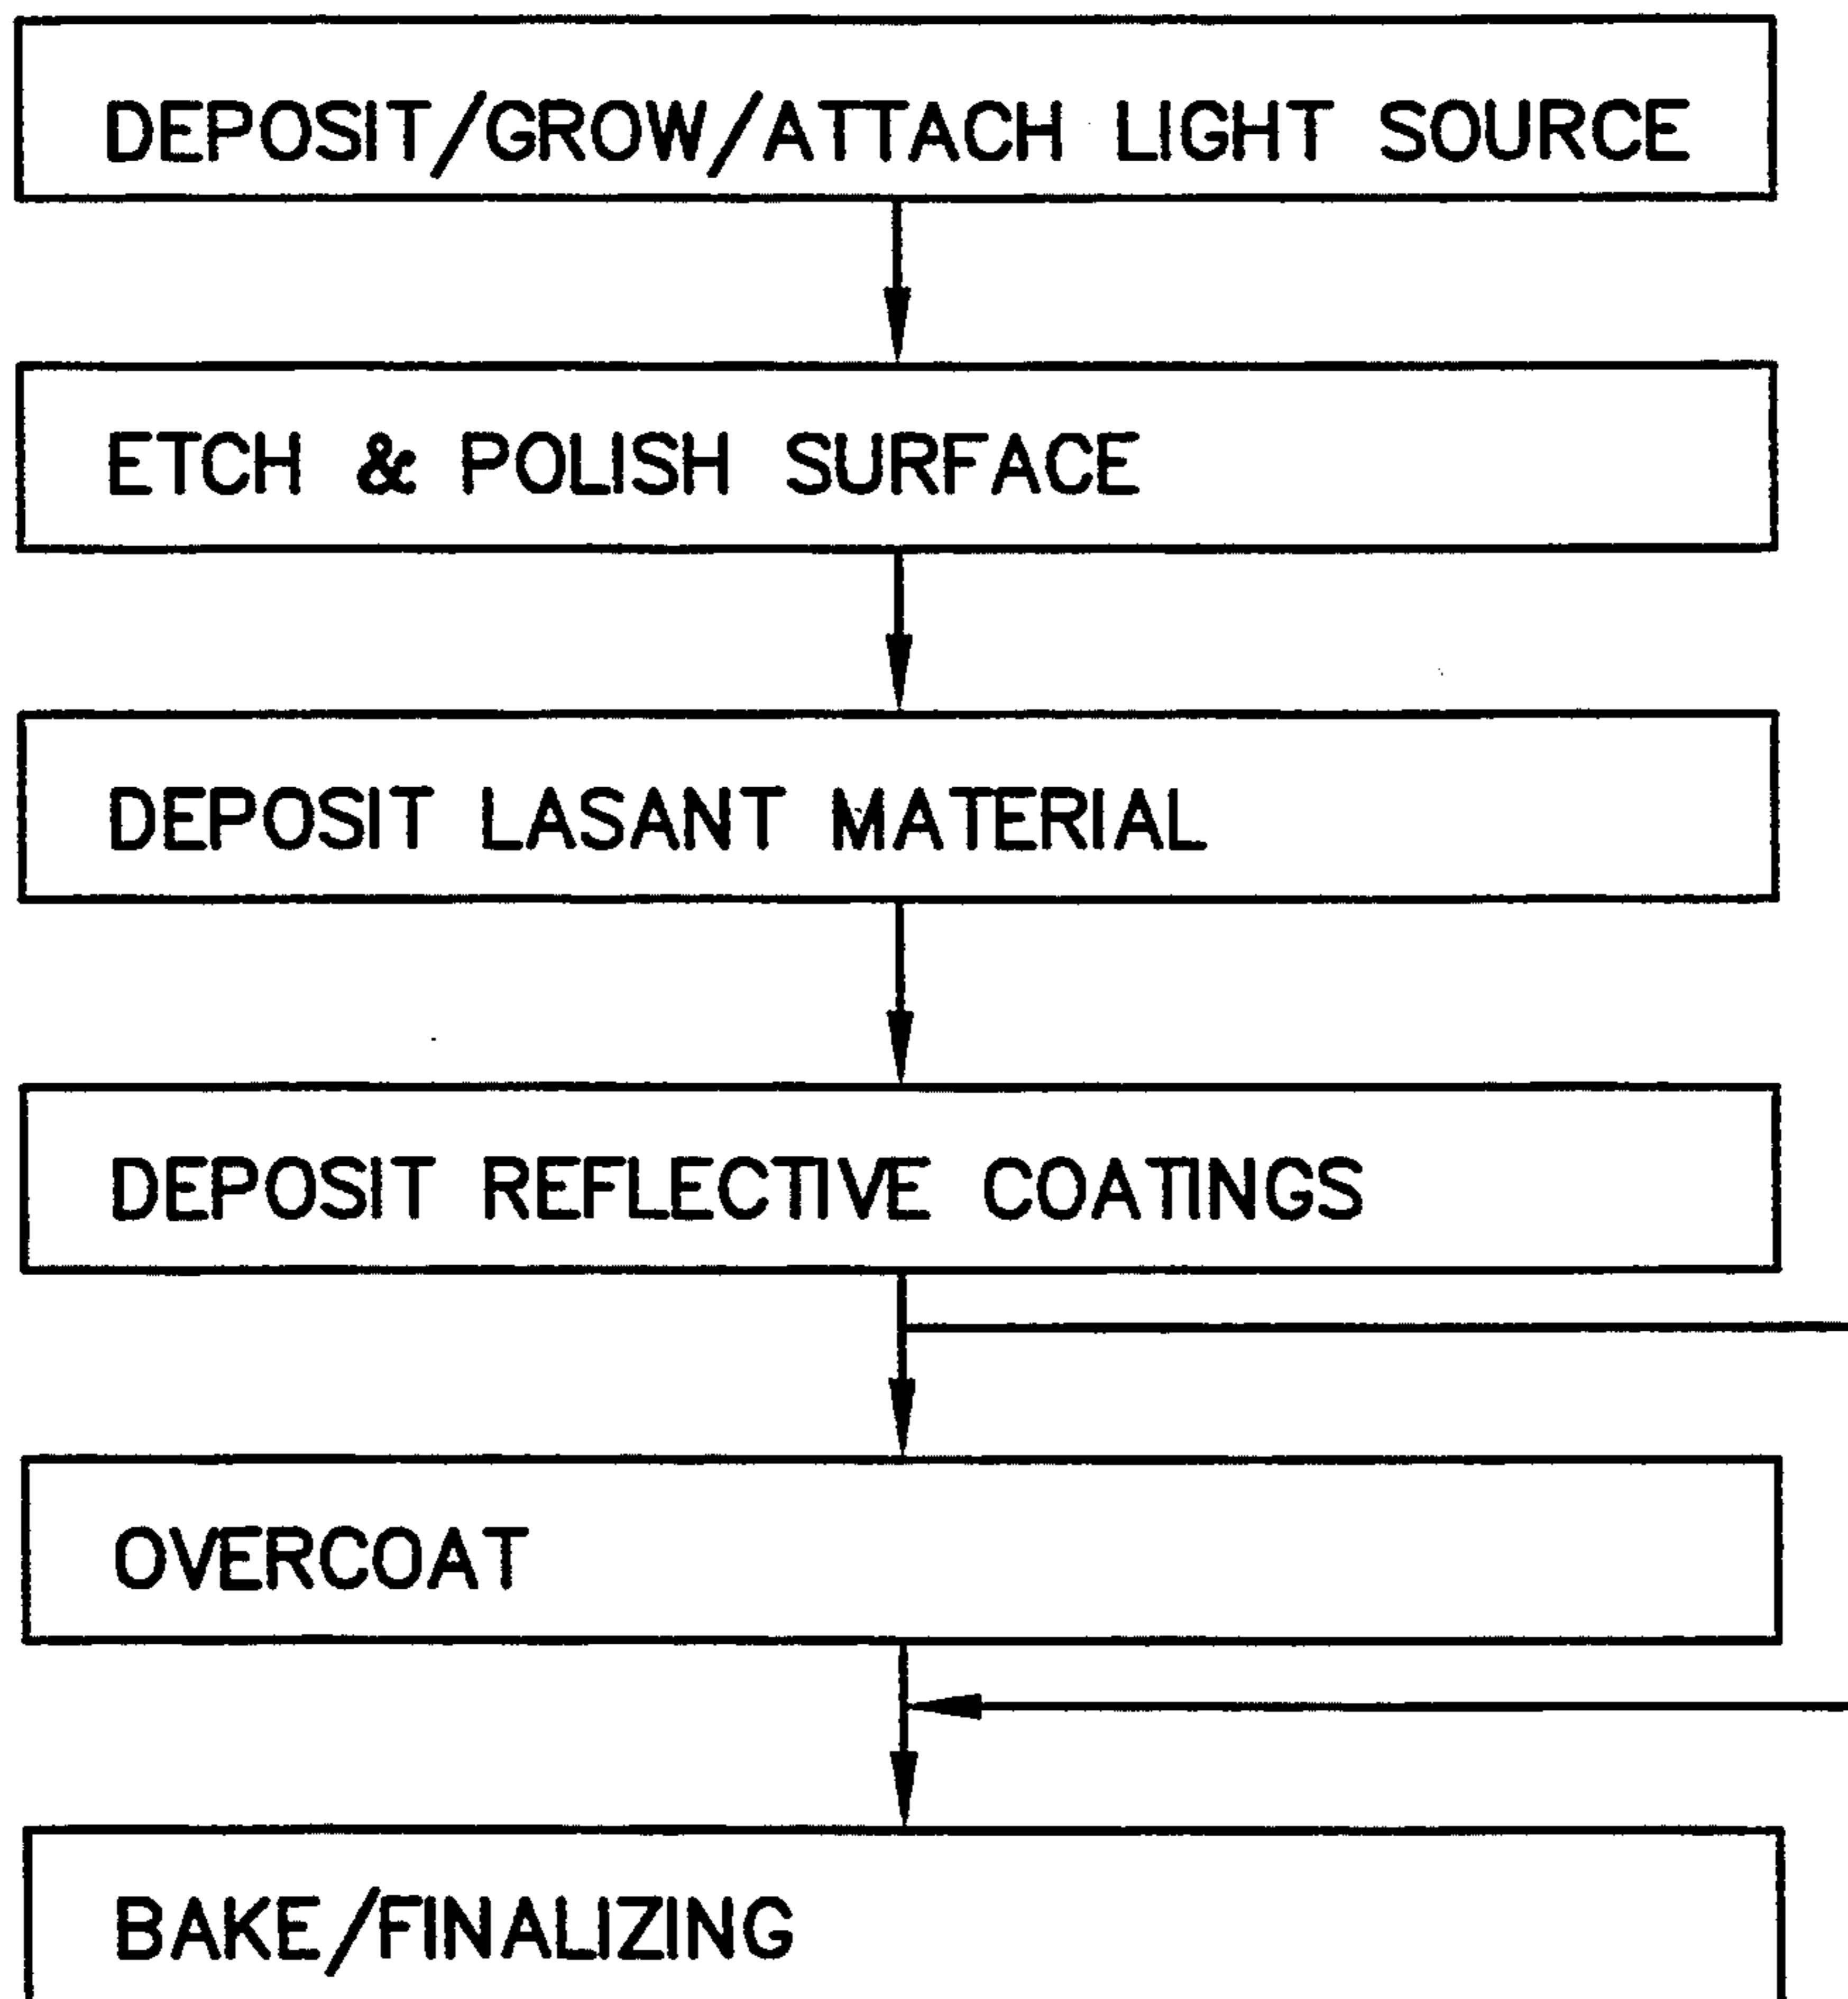 DEPOSIT/GROW/ATTACH LIGHT SOURCE
ETCH & POLISH SURFACE
DEPOSIT LASANT MATERIAL
DEPOSIT REFLECTIVE COATINGS
OVERCOAT
BAKE/FINALIZING